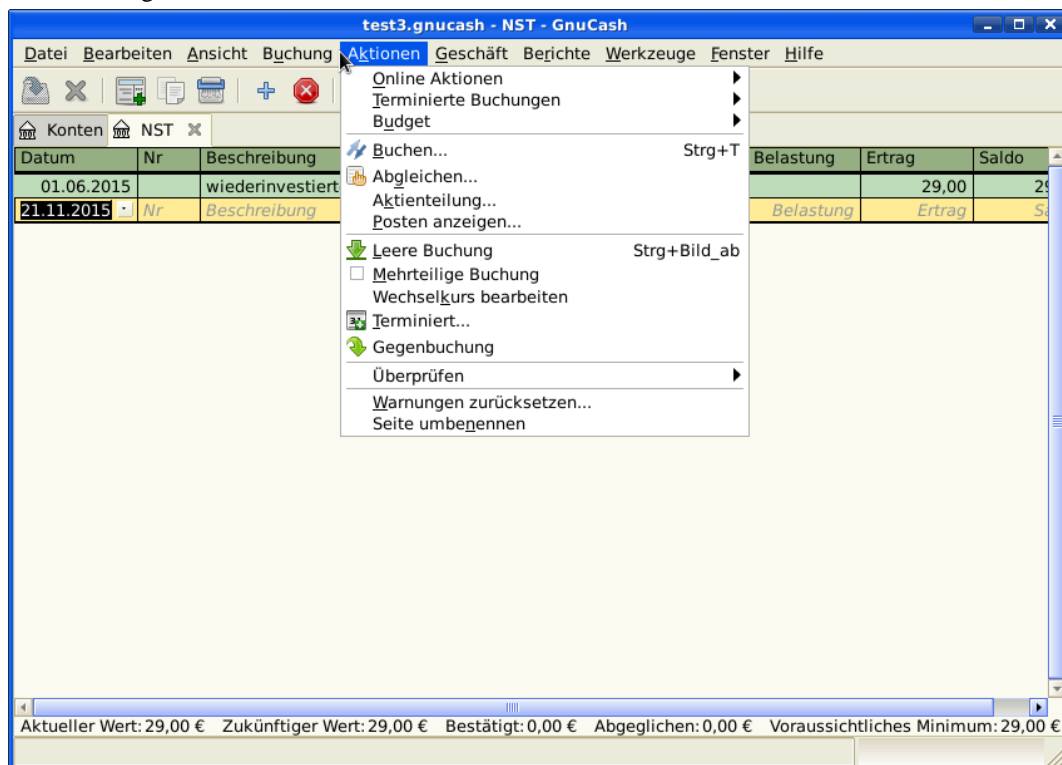 test3.gnucash - NST - GnuCash
Datei Bearbeiten Ansicht Buchung Aktionen Geschäft Berichte Werkzeuge Fenster Hilfe
Online Aktionen
Terminierte Buchungen
Budget
Konten NST
Datum Nr Beschreibung Buchen... Strg+T Belastung Ertrag Saldo
01.06.2015 wiederinvestiert Abgleichen... 29,00
Aktienteilung...
21.11.2015 Nr Beschreibung Posten anzeigen... Belastung Ertrag
Leere Buchung Strg+Bild_ab
Mehrteilige Buchung
Wechselkurs bearbeiten
Terminiert...
Gegenbuchung
Überprüfen
Warnungen zurücksetzen...
Seite umbenennen
Aktueller Wert: 29,00 € Zukünftiger Wert: 29,00 € Bestätigt: 0,00 € Abgeglichen: 0,00 € Voraussichtliches Minimum: 29,00 €